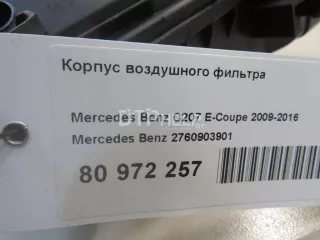 Корпус воздушного фильтра
Mercedes Benz C207 E-Coupe 2009-2016
Mercedes Benz 2760903901
80 972 257